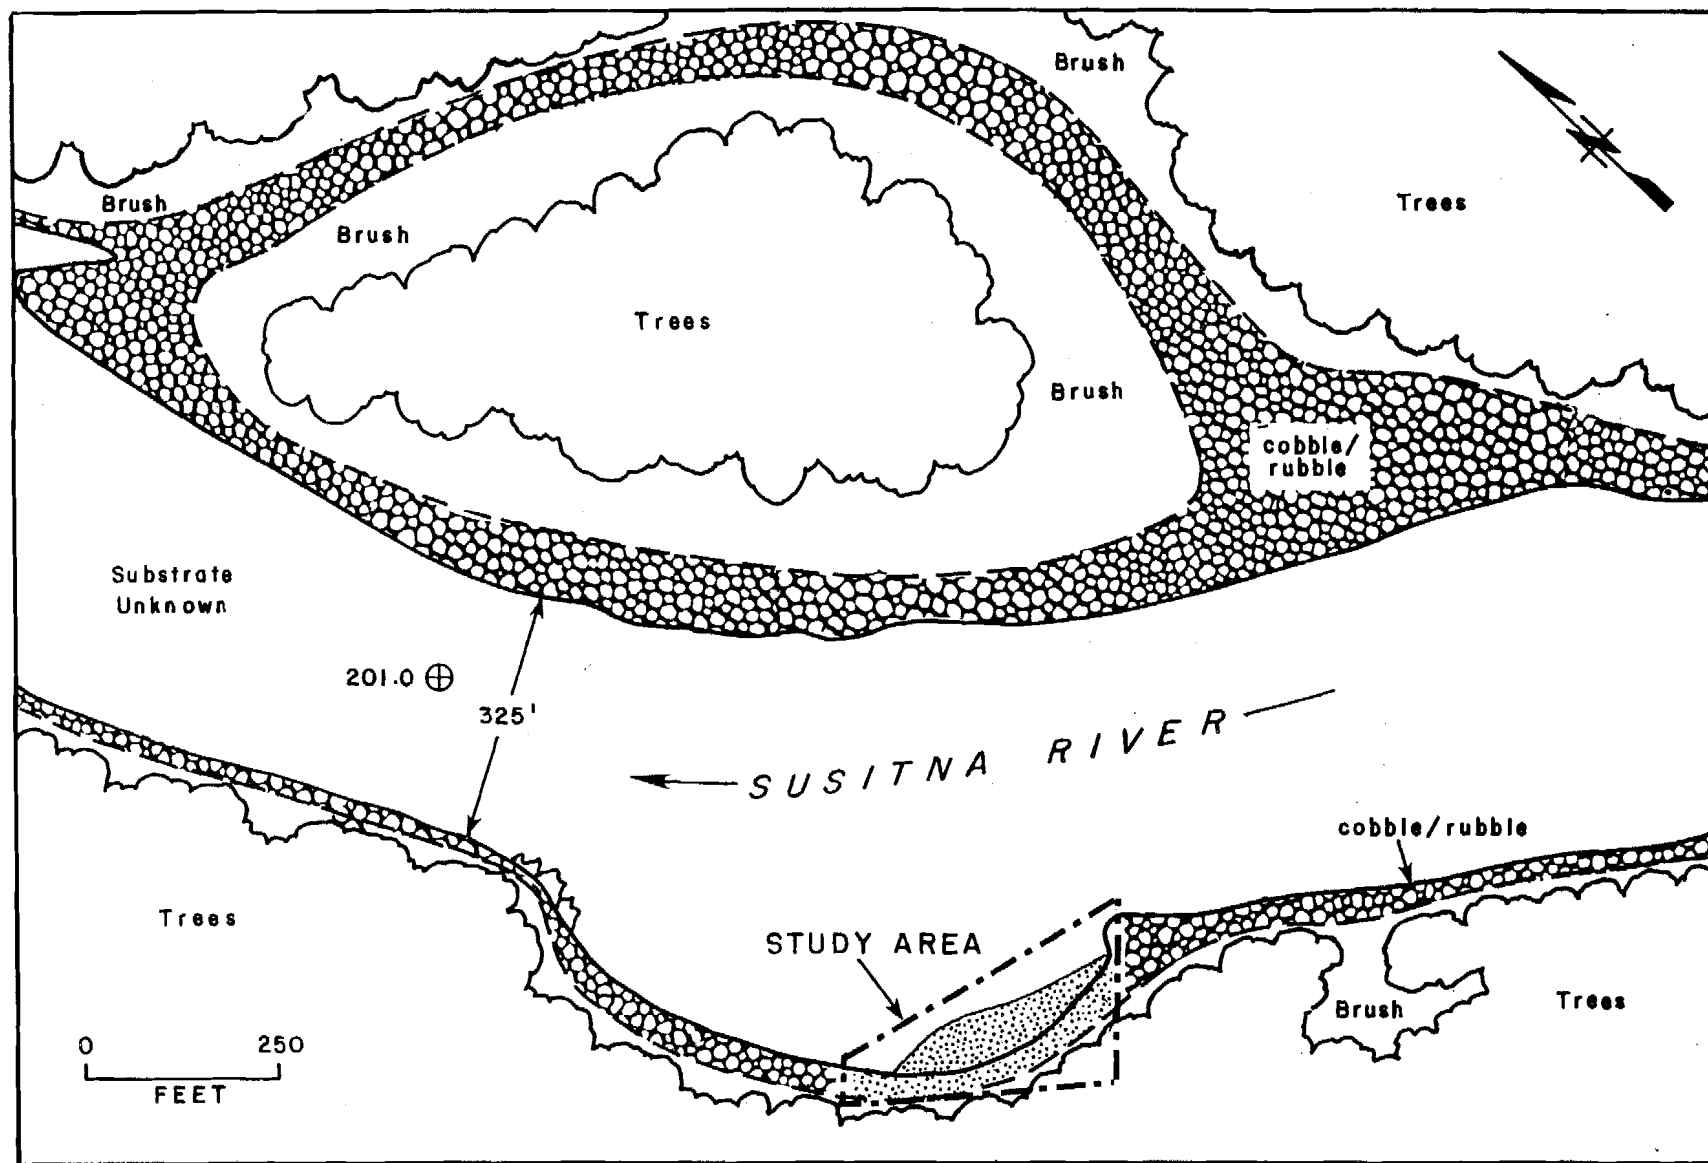 Brush
Brush
Trees
Brush
Trees
Brush
cobble/
rubble
Substrate
Unknown
201.0
325'
SUSITNA RIVER
cobble/rubble
Trees
STUDY AREA
Brush
Trees
0 250
FEET